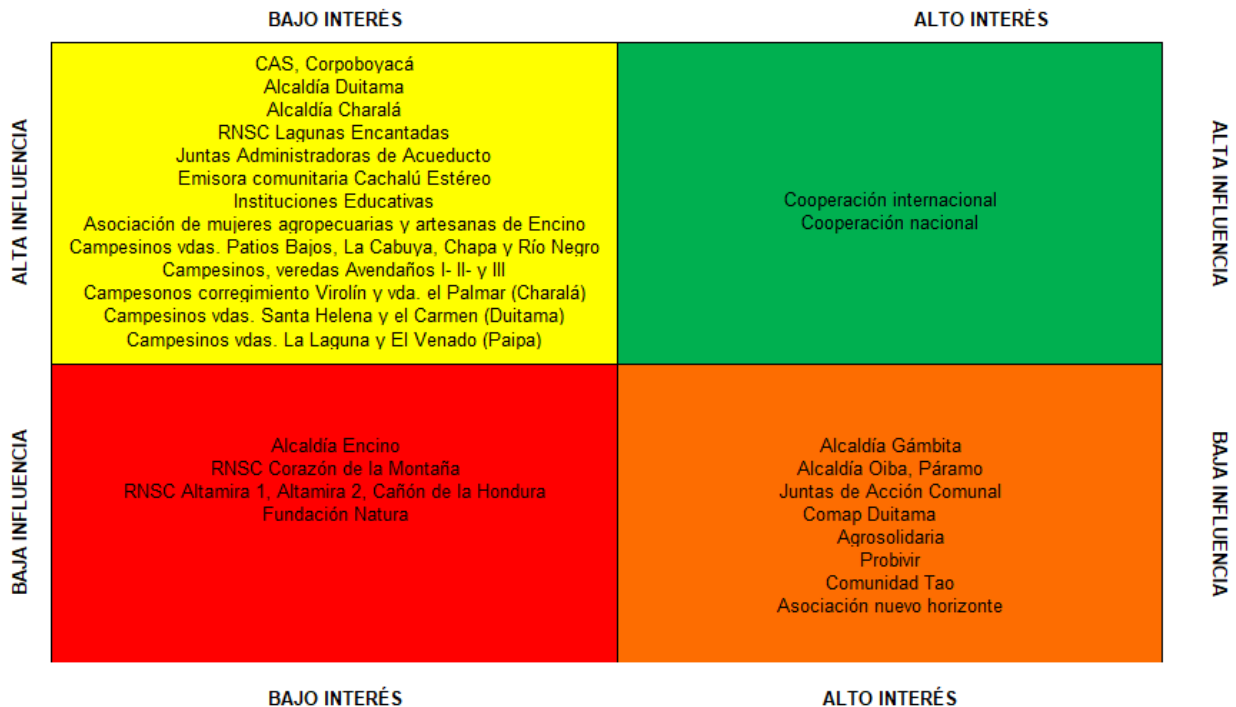 BAJO INTERÉS
ALTO INTERÉS
ALTA INFLUENCIA
CAS, Corpoboyacá
Alcaldía Duitama
Alcaldía Charalá
RNSC Lagunas Encantadas
Juntas Administradoras de Acueducto
Emisora comunitaria Cachalú Estéreo
Instituciones Educativas
Asociación de mujeres agropecuarias y artesanas de Encino
Campesinos vdas. Patios Bajos, La Cabuya, Chapa y Río Negro
Campesinos, veredas Avendaños I- II- y III
Campesonos corregimiento Virolín y vda. el Palmar (Charalá)
Campesinos vdas. Santa Helena y el Carmen (Duitama)
Campesinos vdas. La Laguna y El Venado (Paipa)
Cooperación internacional
Cooperación nacional
ALTA INFLUENCIA
BAJA INFLUENCIA
Alcaldía Encino
RNSC Corazón de la Montaña
RNSC Altamira 1, Altamira 2, Cañón de la Hondura
Fundación Natura
Alcaldía Gámbita
Alcaldía Oiba, Páramo
Juntas de Acción Comunal
Comap Duitama
Agrosolidaria
Probivir
Comunidad Tao
Asociación nuevo horizonte
BAJA INFLUENCIA
BAJO INTERÉS
ALTO INTERÉS